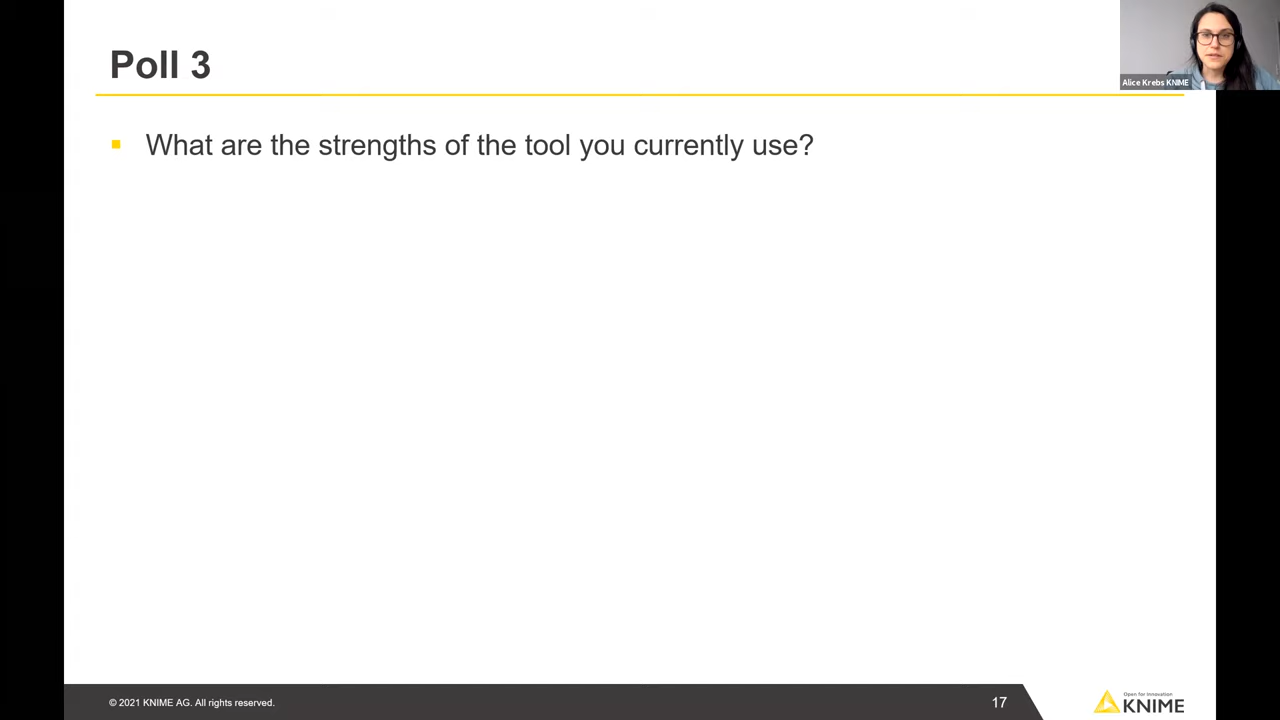 Poll 3
Alice Krebs KNIME
What are the strengths of the tool you currently use?
© 2021 KNIME AG. All rights reserved.
17
Open for Innovation
KNIME